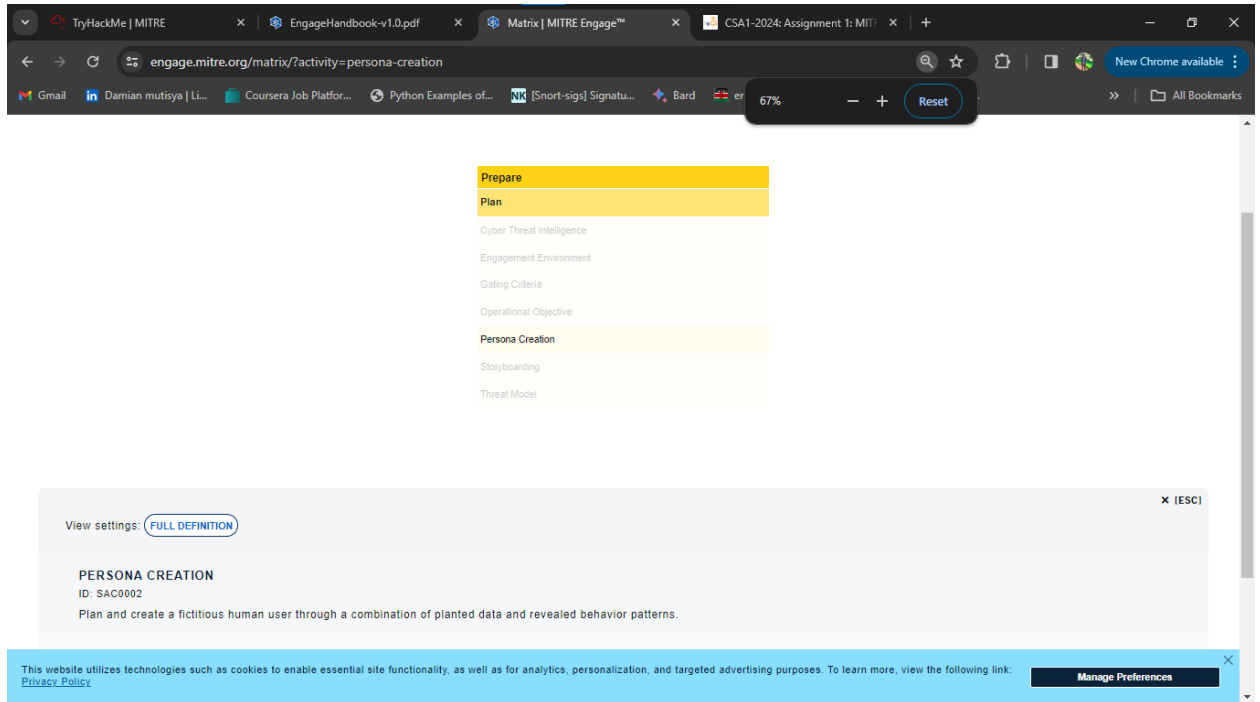 TryHackMe | MITRE
EngageHandbook-v1.0.pdf
Matrix | MITRE Engage™
CSA1-2024: Assignment 1: MIT
engage.mitre.org/matrix/?activity=persona-creation
New Chrome available
Gmail
Damian mutisya | Li...
Coursera Job Platfor...
Python Examples of...
NK [Snort-sigs] Signatu...
Bard
er
All Bookmarks
67%
Reset
Prepare
Plan
Cyber Threat Intelligence
Engagement Environment
Gating Criteria
Operational Objective
Persona Creation
Storyboarding
Threat Model
✕ [ESC]
View settings: FULL DEFINITION
PERSONA CREATION
ID: SAC0002
Plan and create a fictitious human user through a combination of planted data and revealed behavior patterns.
This website utilizes technologies such as cookies to enable essential site functionality, as well as for analytics, personalization, and targeted advertising purposes. To learn more, view the following link:
Privacy Policy
Manage Preferences